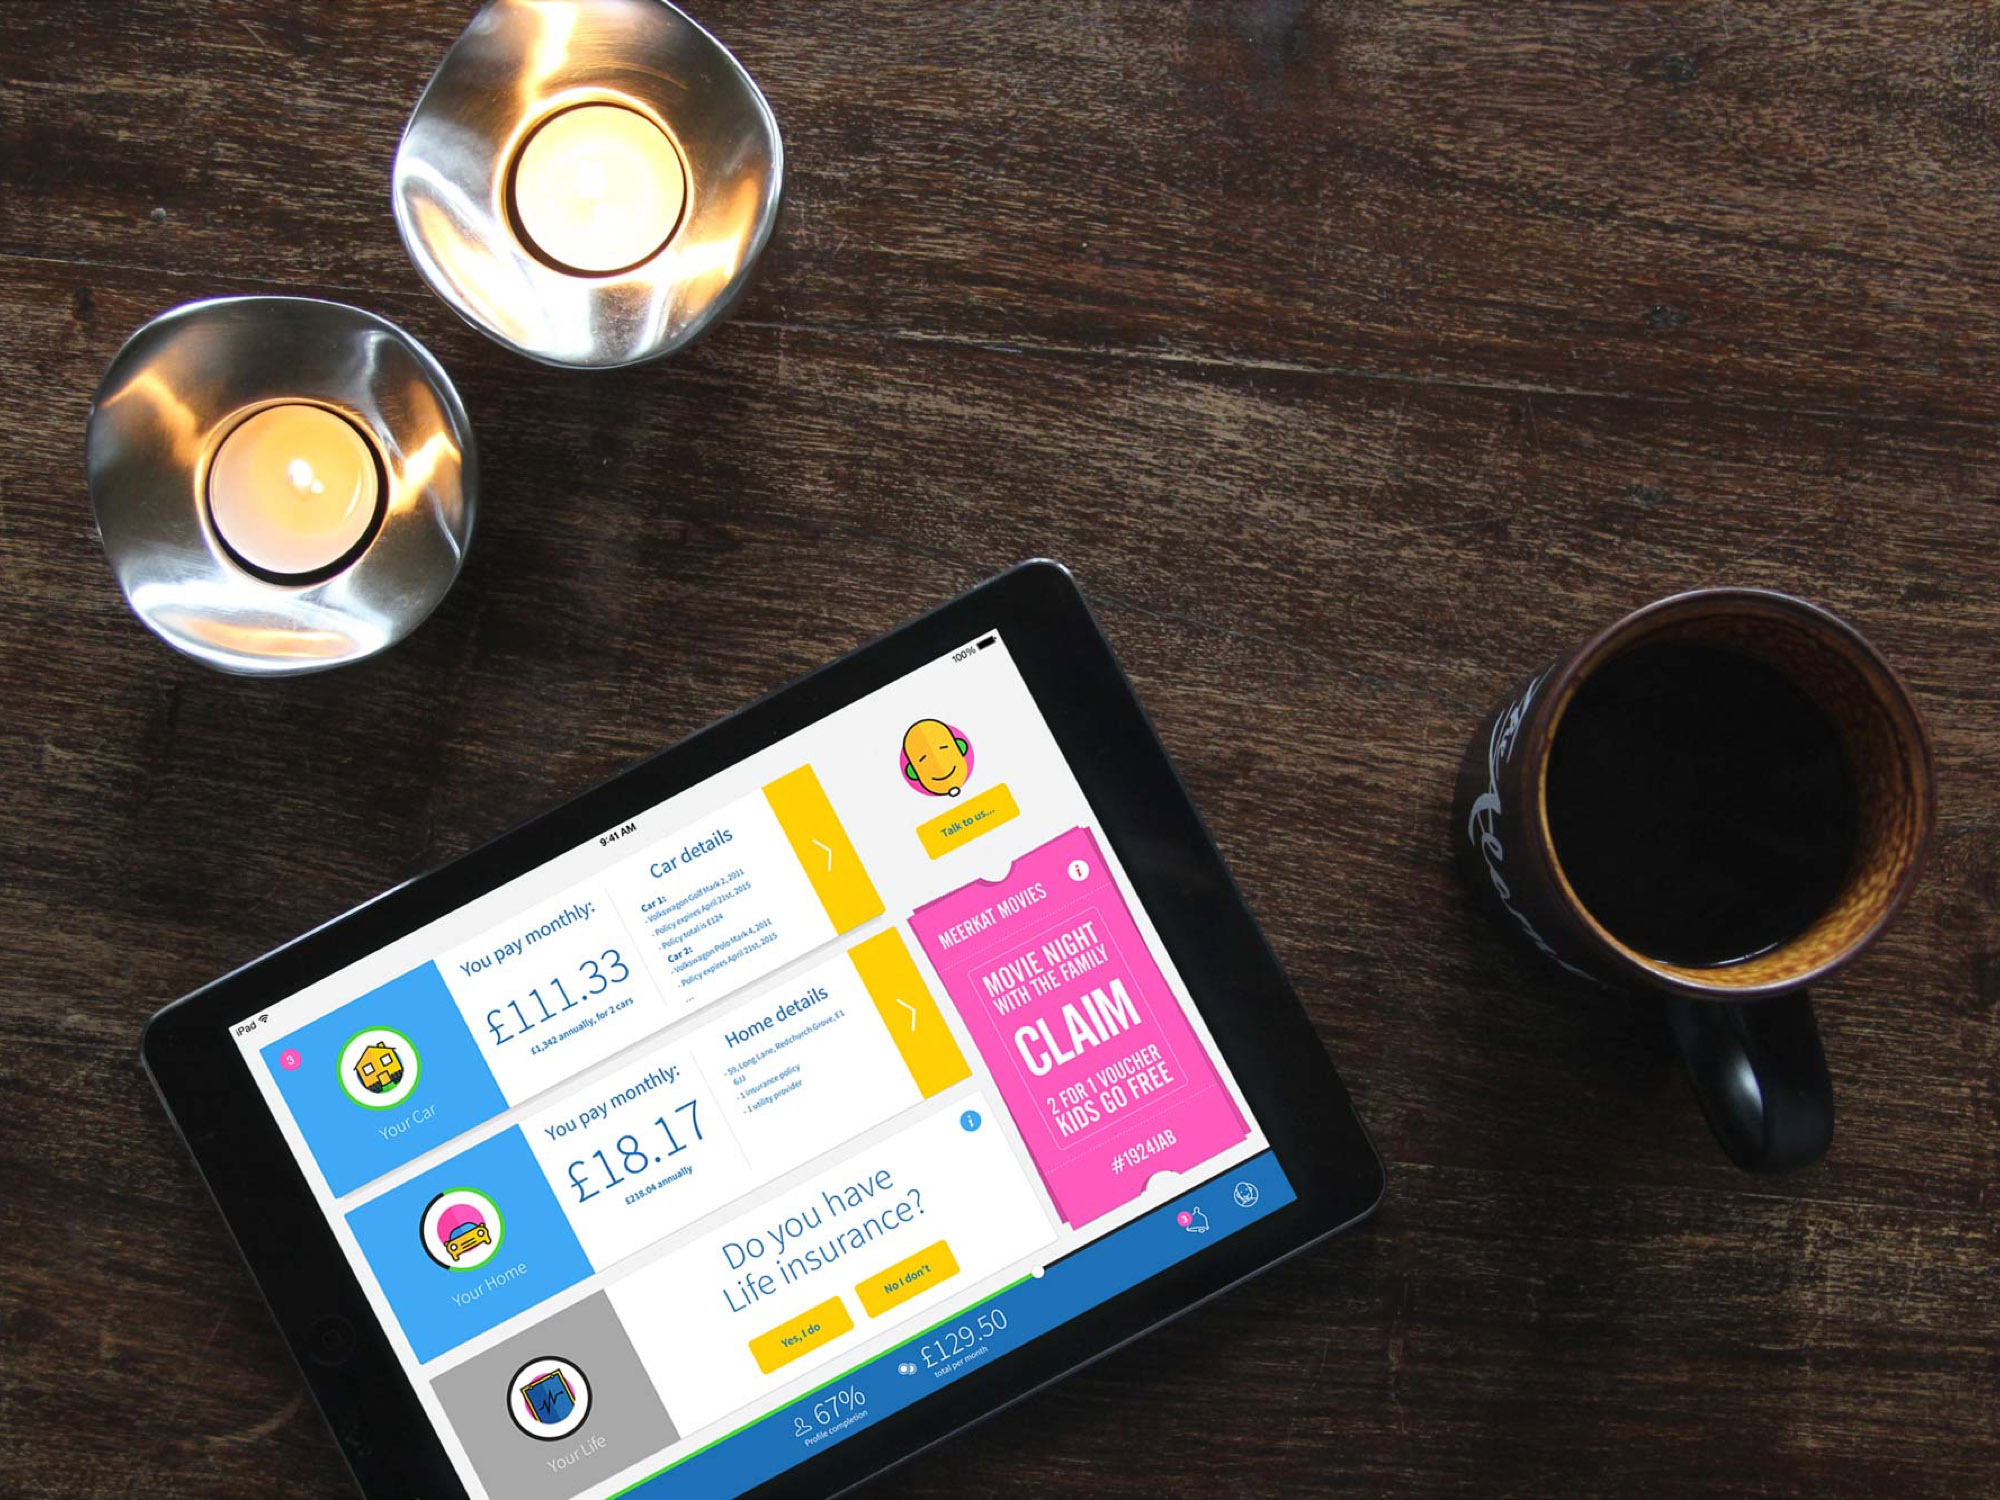 iPad
9:41 AM
100%
3
Your Car
You pay monthly:
£111.33
£1,342 annually, for 2 cars
Car details
Car 1:
- Volkswagon Golf Mark 2, 2011
- Policy expires April 21st, 2015
- Policy total is £124
Car 2:
- Volkswagon Polo Mark 4, 2011
- Policy expires April 21st, 2015
...
Your Home
You pay monthly:
£18.17
£218.04 annually
Home details
- 59, Long Lane, Redchurch Grove, E1
6JJ
- 1 insurance policy
- 1 utility provider
Your Life
Do you have
Life insurance?
Yes, I do
No I don't
i
Talk to us...
i
MEERKAT MOVIES
MOVIE NIGHT
WITH THE FAMILY
CLAIM
2 FOR 1 VOUCHER
KIDS GO FREE
#1924JAB
67%
Profile completion
£129.50
total per month
3